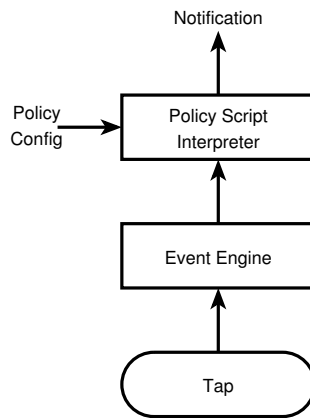 Notification
Policy
Config
Policy Script
Interpreter
Event Engine
Tap